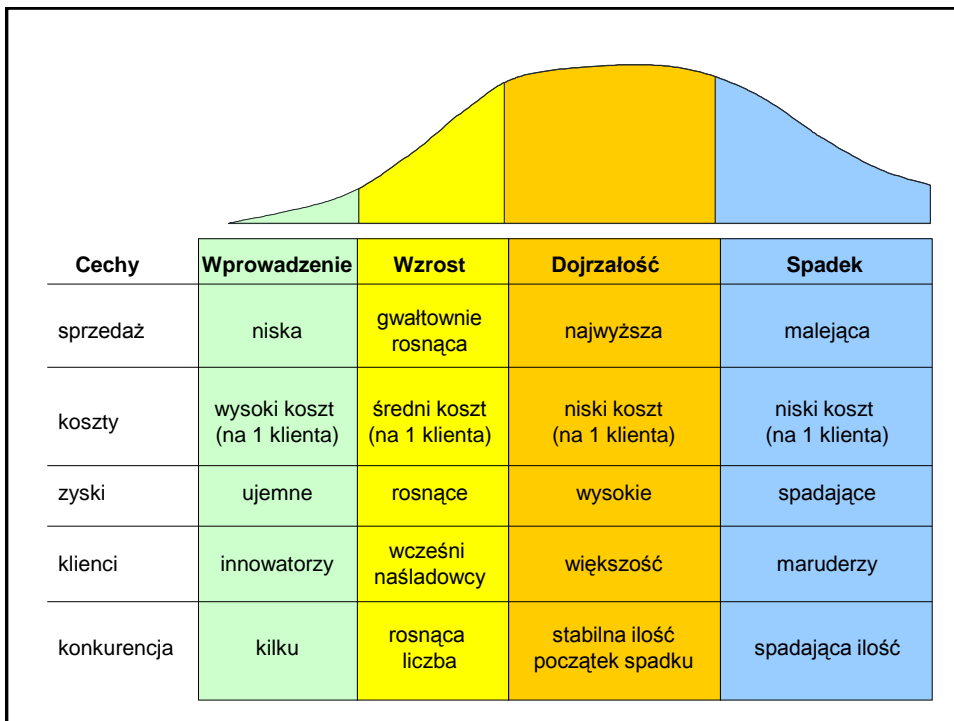 Cechy Wprowadzenie Wzrost Dojrzałość Spadek
sprzedaż niska gwałtownie rosnąca najwyższa malejąca
koszty wysoki koszt (na 1 klienta) średni koszt (na 1 klienta) niski koszt (na 1 klienta) niski koszt (na 1 klienta)
zyski ujemne rosnące wysokie spadające
klienci innowatorzy wcześni naśladowcy większość maruderzy
konkurencja kilku rosnąca liczba stabilna ilość początek spadku spadająca ilość